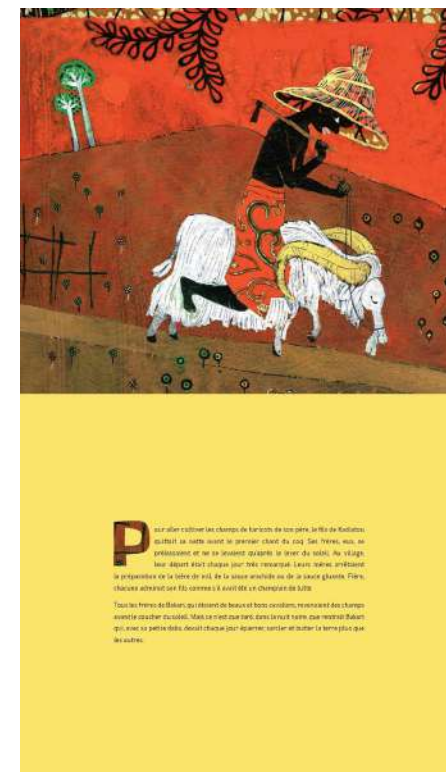 Pour aller cultiver les champs de haricots de son père, le fils de Kadiatou
quittait sa natte avant le premier chant du coq. Ses frères, eux, se
prélassaient et ne se levaient qu'après le lever du soleil. Au village,
leur départ était chaque jour très remarqué. Leurs mères arrêtaient
la préparation de la bière de mil, de la sauce arachide ou de la sauce gluante. Fière,
chacune admirait son fils comme s'il avait été un champion de lutte.
Tous les frères de Bakari, qui étaient de beaux et bons cavaliers, revenaient des champs
avant le coucher du soleil. Mais ce n'est que tard, dans la nuit noire, que rentrait Bakari
qui, avec sa petite daba, devait chaque jour épierrer, sarcler et butter la terre plus que
les autres.